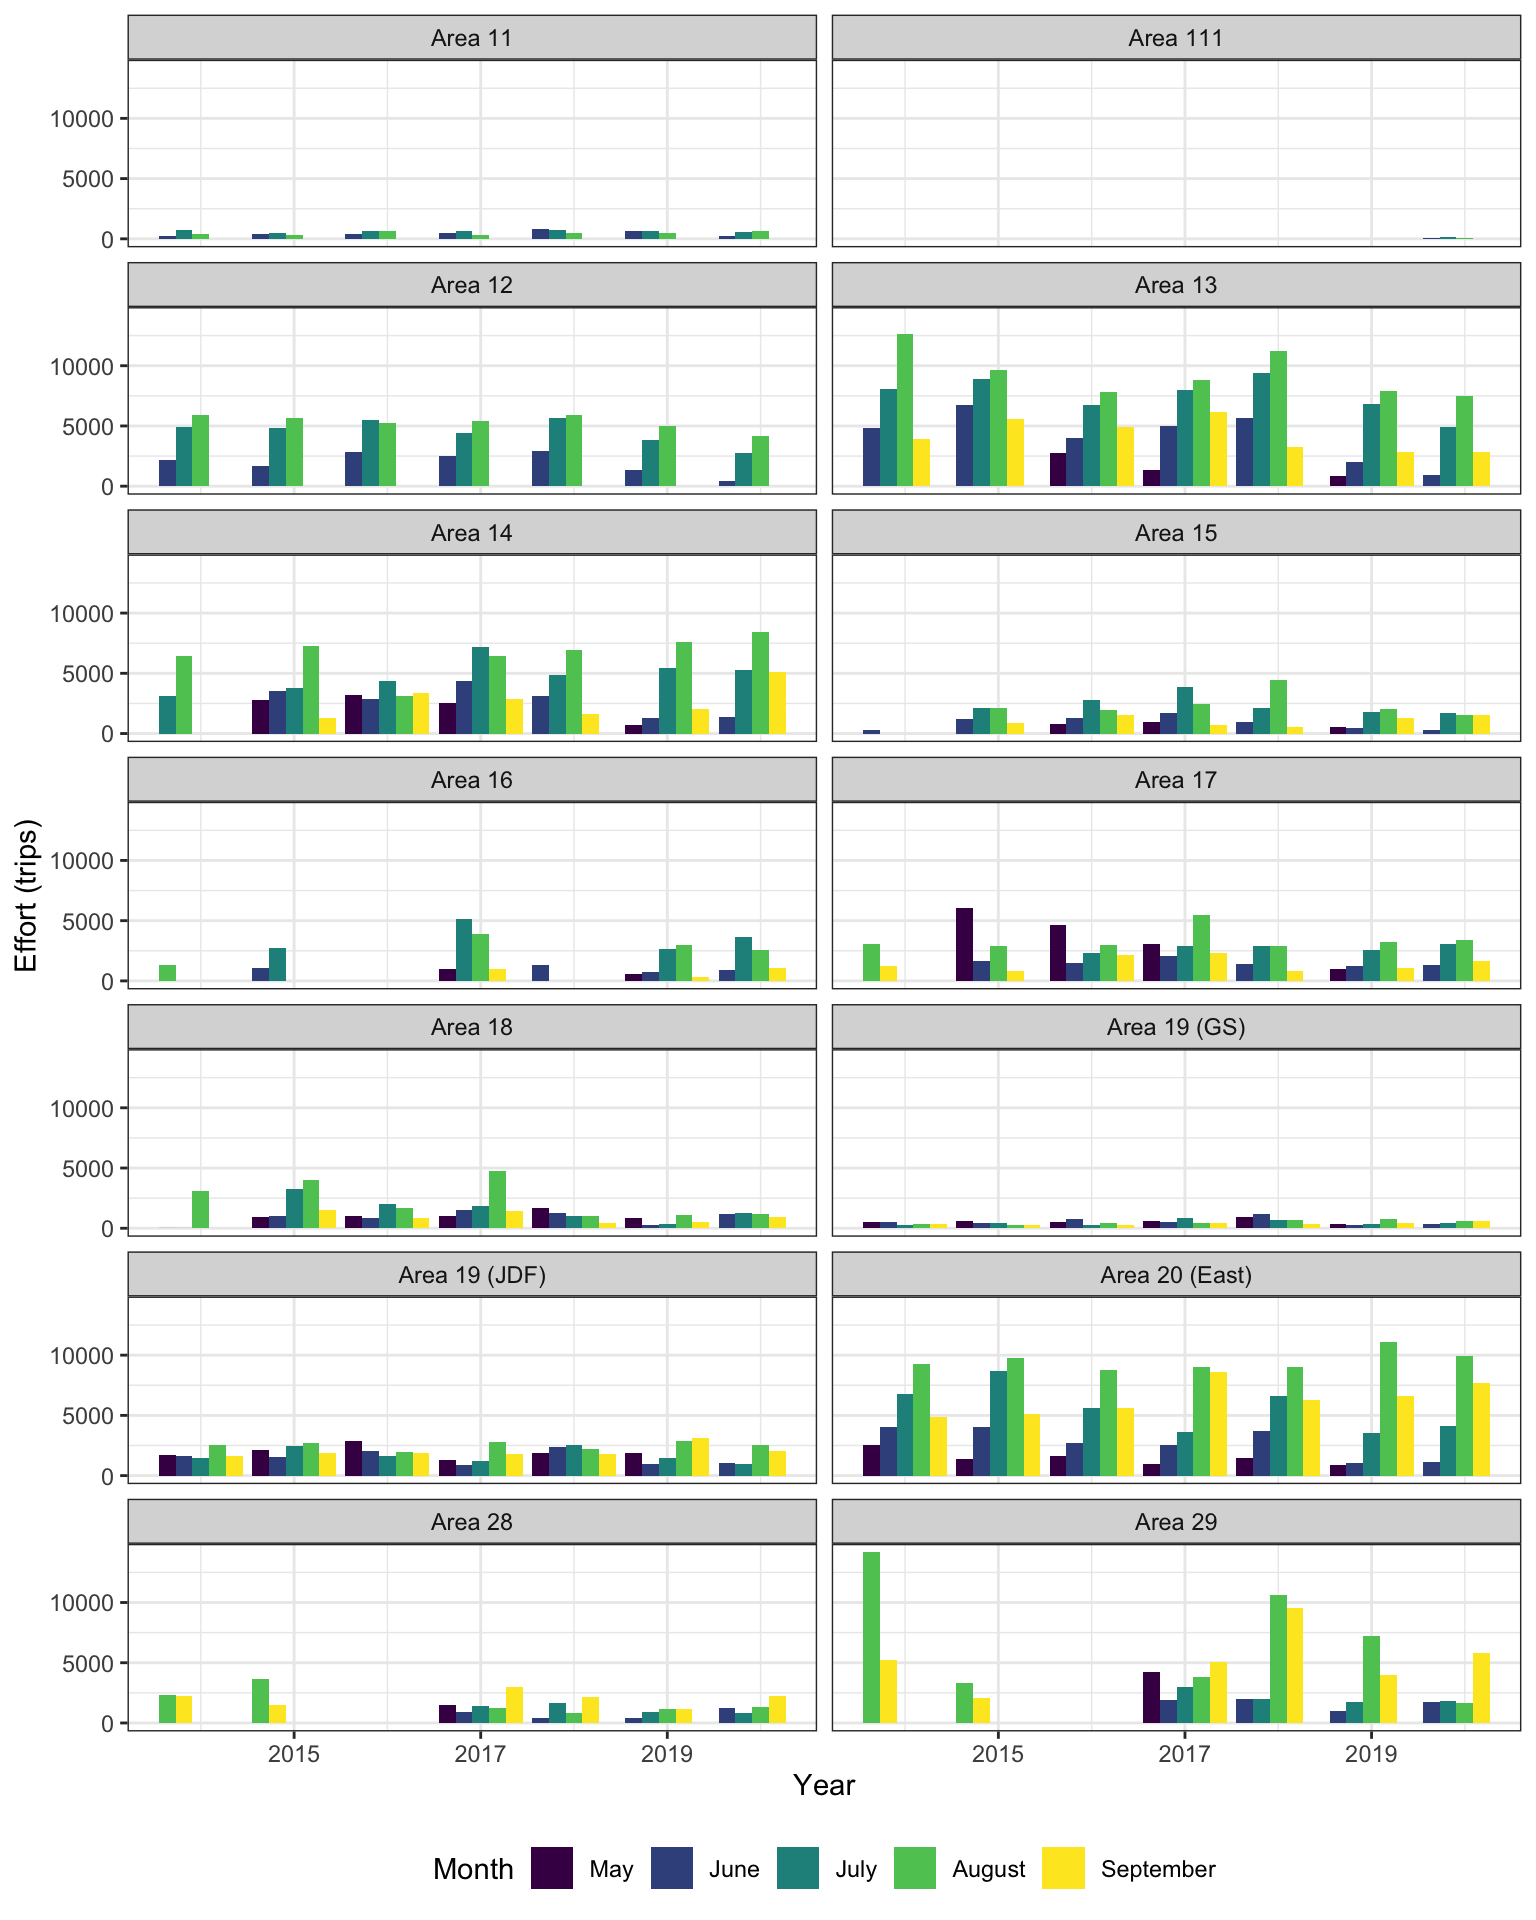 Area 11
Area 111
10000
5000
0
Area 12
Area 13
10000
5000
0
Area 14
Area 15
10000
5000
0
Area 16
Area 17
10000
5000
0
Effort (trips)
Area 18
Area 19 (GS)
10000
5000
0
Area 19 (JDF)
Area 20 (East)
10000
5000
0
Area 28
Area 29
10000
5000
0
2015 2017 2019 2015 2017 2019
Year
Month May June July August September